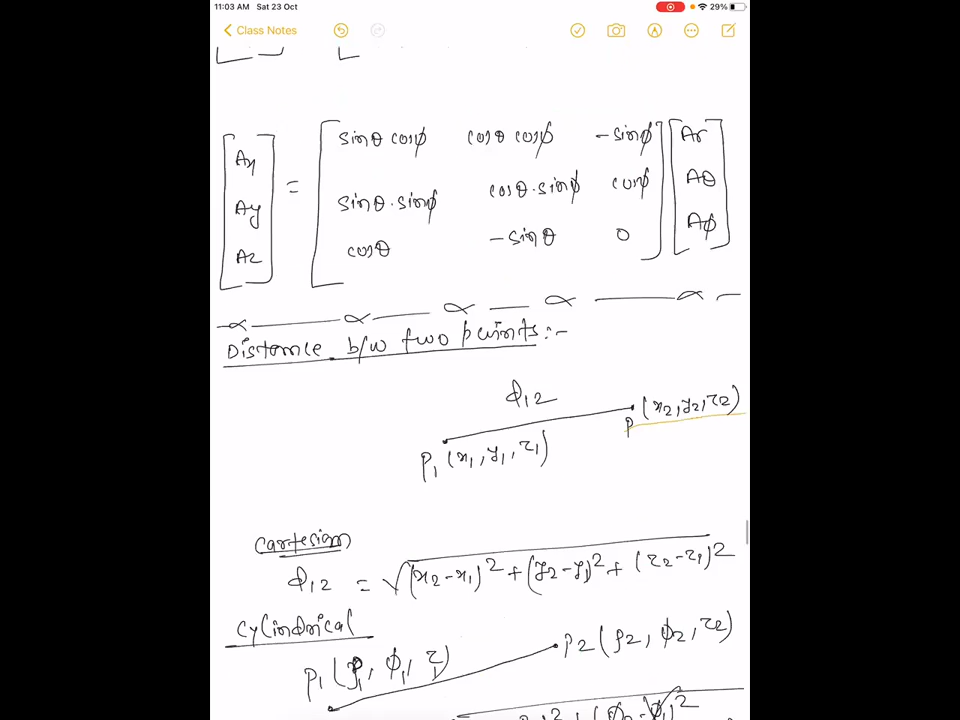 11:03 AM Sat 23 Oct 29%
Class Notes
[Ax] = [sinθ cosϕ cosθ cosϕ -sinϕ] [Ar]
[Ay] [sinθ·sinϕ cosθ·sinϕ cosϕ] [Aθ]
[Az] [cosθ -sinθ 0] [Aϕ]
Distance b/w two points:-
d12
P (x2, y2, z2)
P1 (x1, y1, z1)
Cartesian
d12 = √(x2-x1)2 + (y2-y1)2 + (z2-z1)2
Cylindrical
P2 (ρ2, ϕ2, z2)
P1 (ρ1, ϕ1, z1)